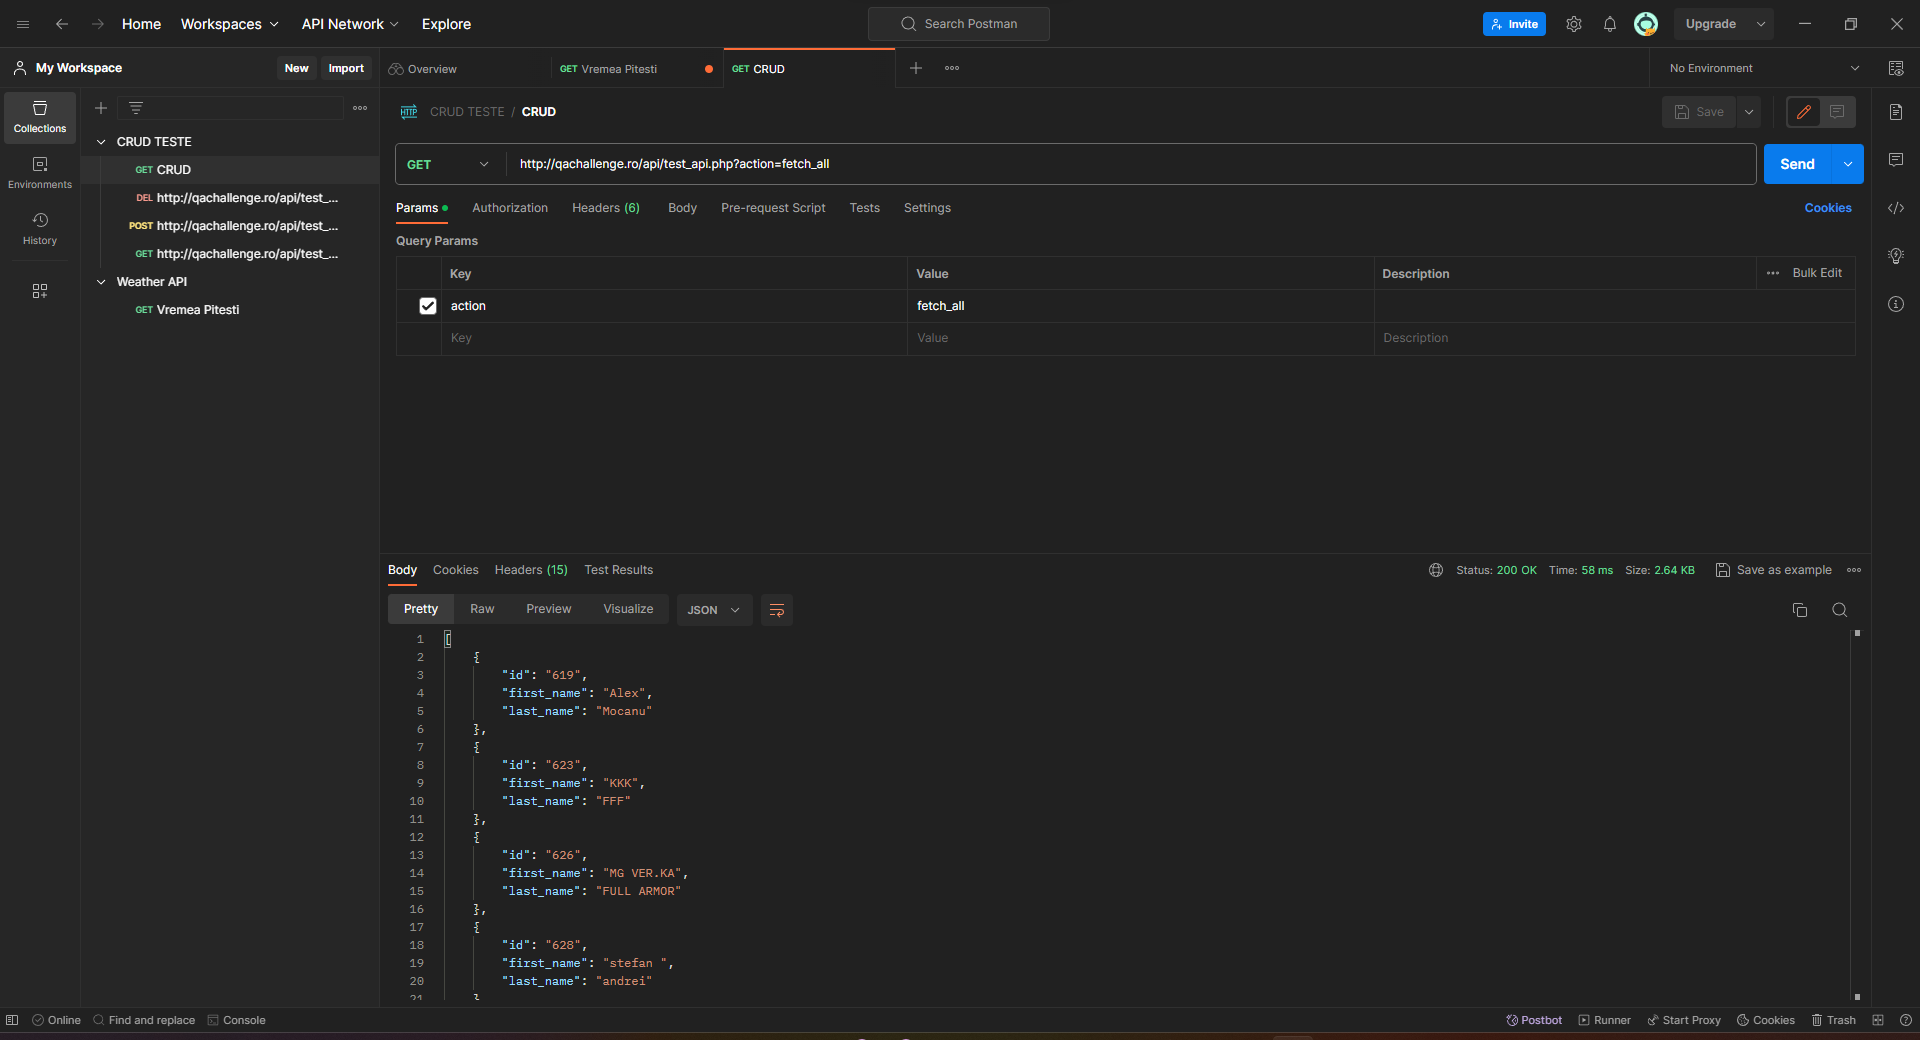 Home Workspaces API Network Explore Search Postman Invite Upgrade
My Workspace New Import Overview GET Vremea Pitesti GET CRUD No Environment
Collections
Environments
History
CRUD TESTE
GET CRUD
DEL http://qachallenge.ro/api/test_...
POST http://qachallenge.ro/api/test_...
GET http://qachallenge.ro/api/test_...
Weather API
GET Vremea Pitesti
HTTP CRUD TESTE / CRUD Save
GET http://qachallenge.ro/api/test_api.php?action=fetch_all Send
Params Authorization Headers (6) Body Pre-request Script Tests Settings Cookies
Query Params
Key Value Description Bulk Edit
action fetch_all
Key Value Description
Body Cookies Headers (15) Test Results Status: 200 OK Time: 58 ms Size: 2.64 KB Save as example
Pretty Raw Preview Visualize JSON
1 [
2 {
3 "id": "619",
4 "first_name": "Alex",
5 "last_name": "Mocanu"
6 },
7 {
8 "id": "623",
9 "first_name": "KKK",
10 "last_name": "FFF"
11 },
12 {
13 "id": "626",
14 "first_name": "MG VER.KA",
15 "last_name": "FULL ARMOR"
16 },
17 {
18 "id": "628",
19 "first_name": "stefan ",
20 "last_name": "andrei"
21 }
Online Find and replace Console Postbot Runner Start Proxy Cookies Trash